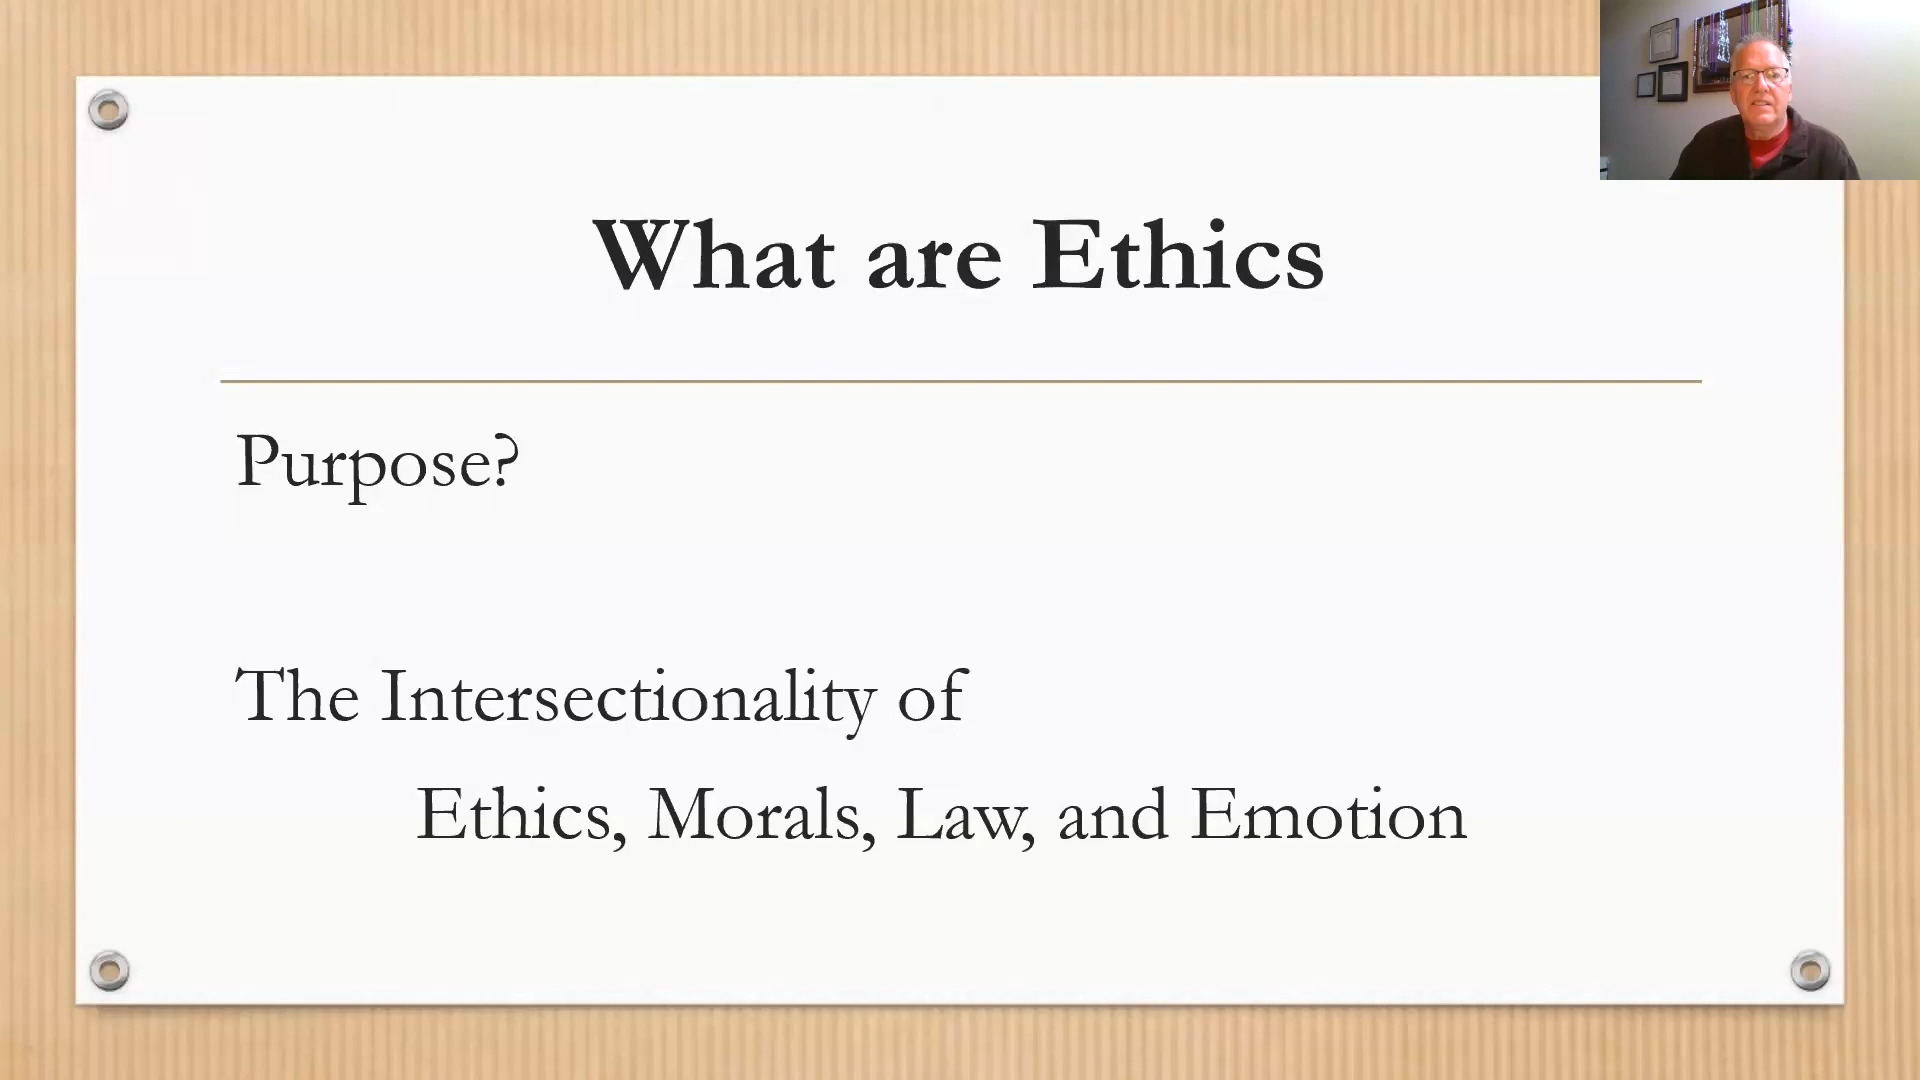 What are Ethics
Purpose?
The Intersectionality of
Ethics, Morals, Law, and Emotion